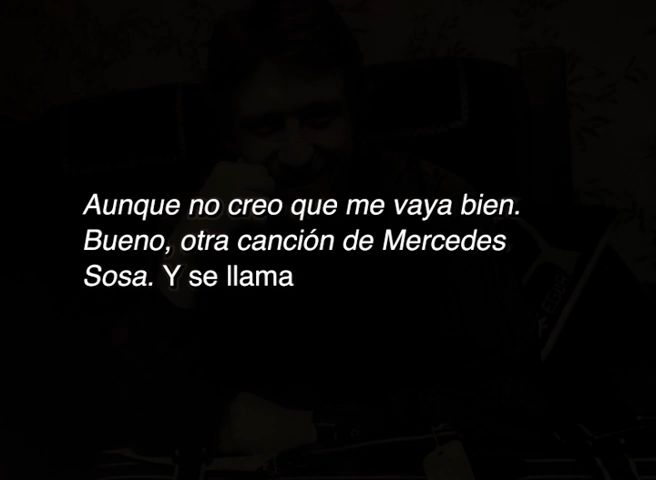 Aunque no creo que me vaya bien.
Bueno, otra canción de Mercedes
Sosa. Y se llama